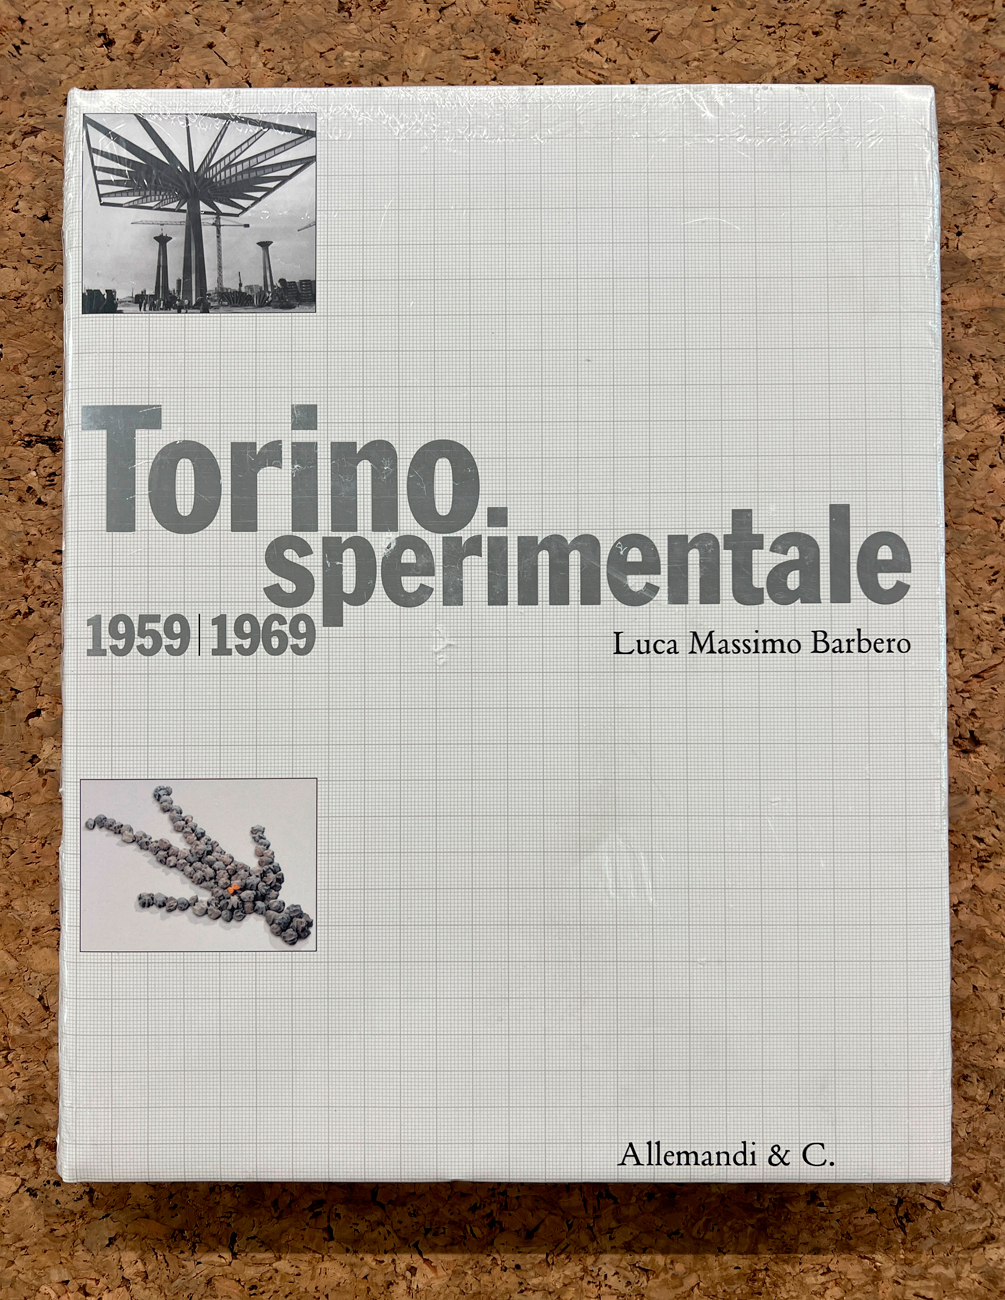 Torino
sperimentale
1959|1969
Luca Massimo Barbero
Allemandi & C.